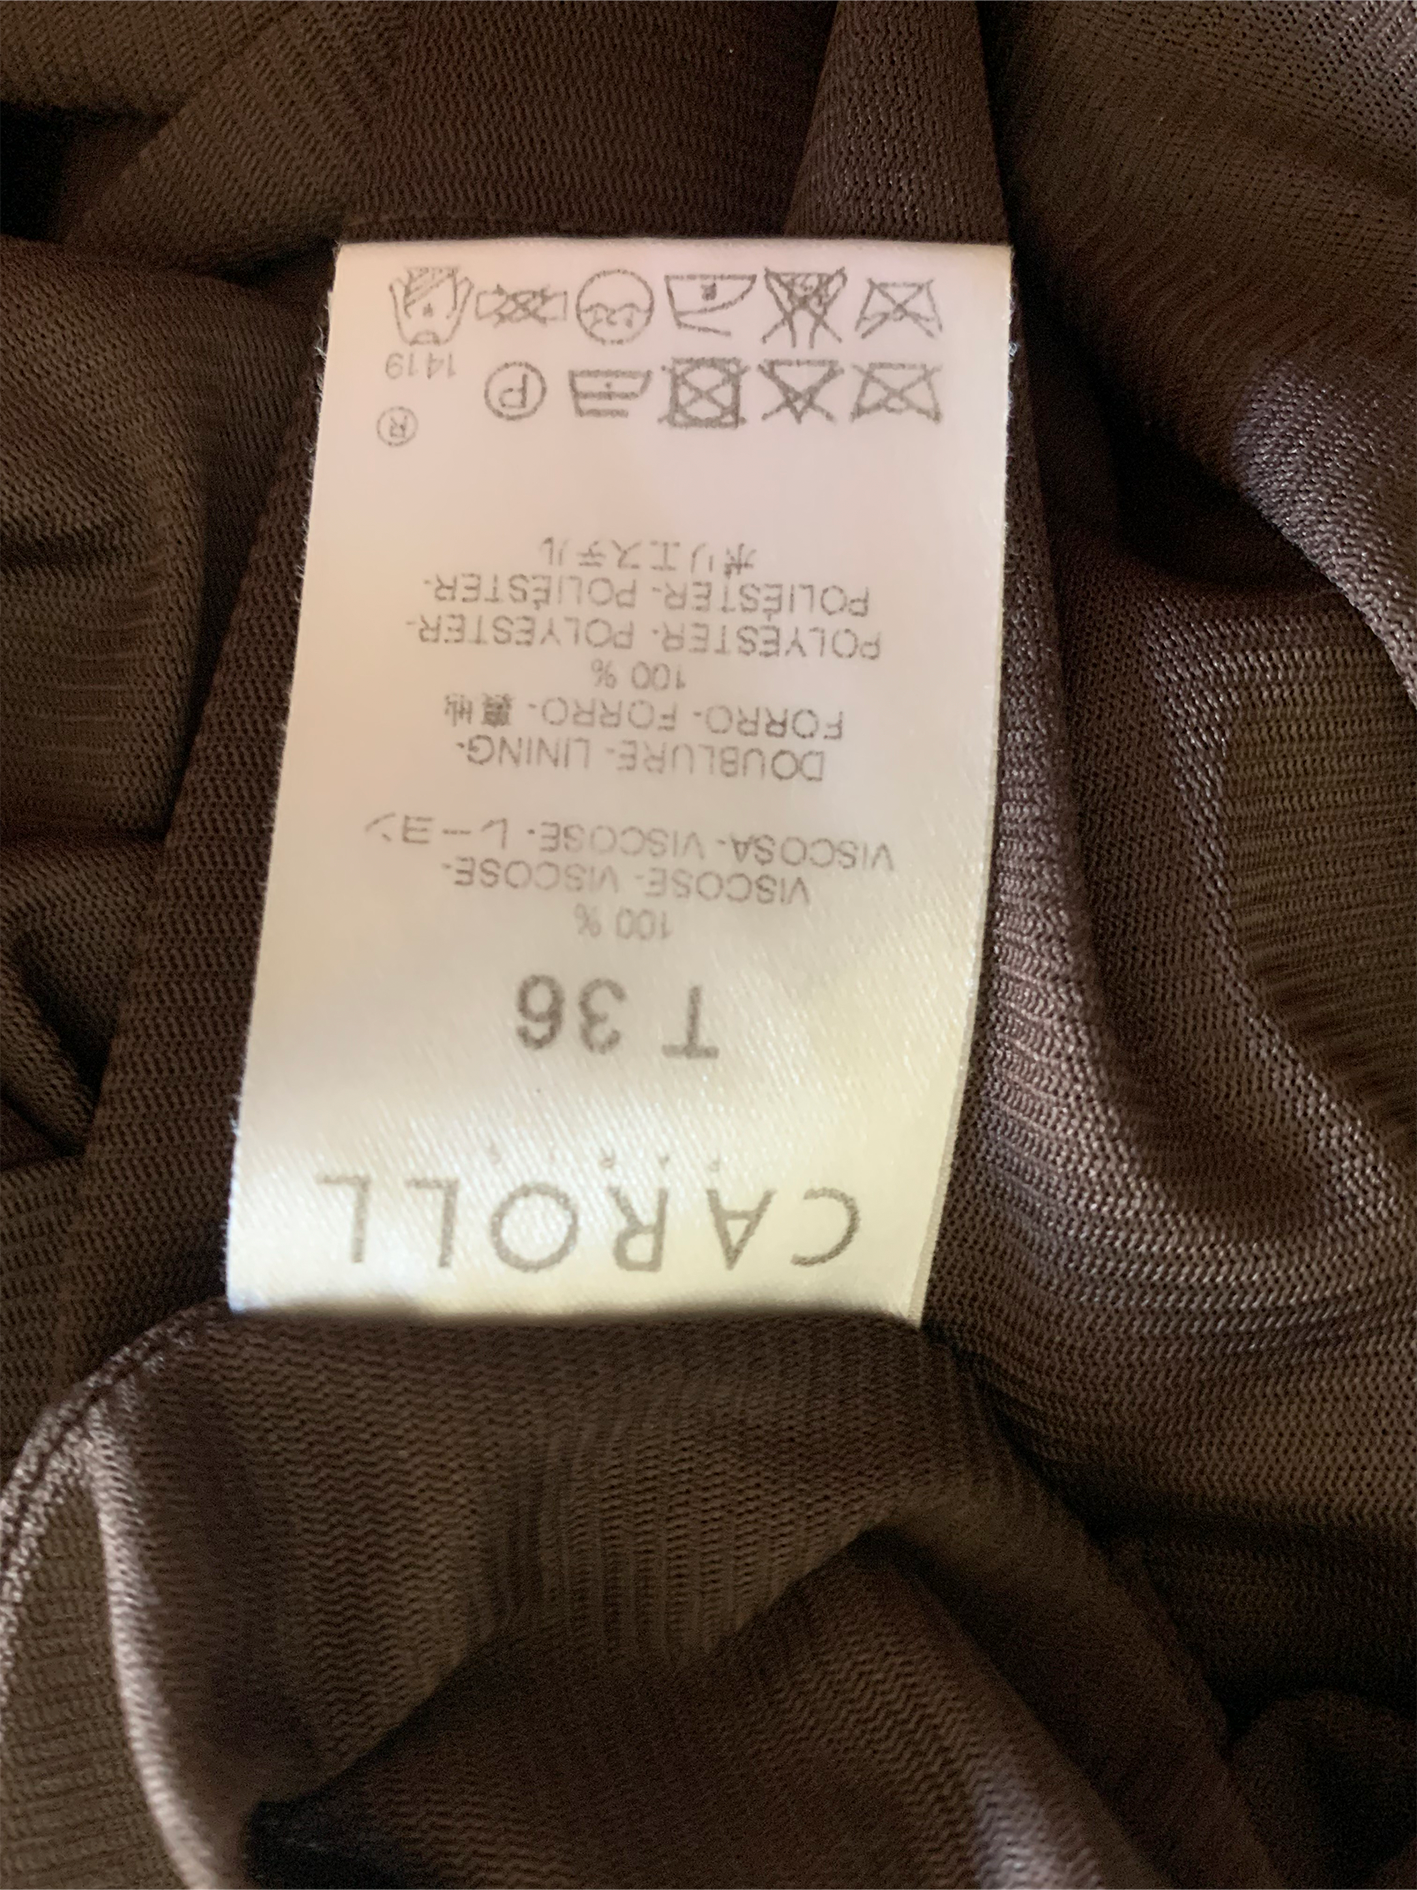 CAROLL
PARIS
T 36
100 %
VISCOSE- VISCOSE-
VISCOSA- VISCOSE- レーヨン
DOUBLURE- LINING-
FORRO- FORRO- 裏地
100 %
POLYESTER- POLYESTER-
POLIÉSTER- POLIÉSTER-
ポリエステル
®
P
1419